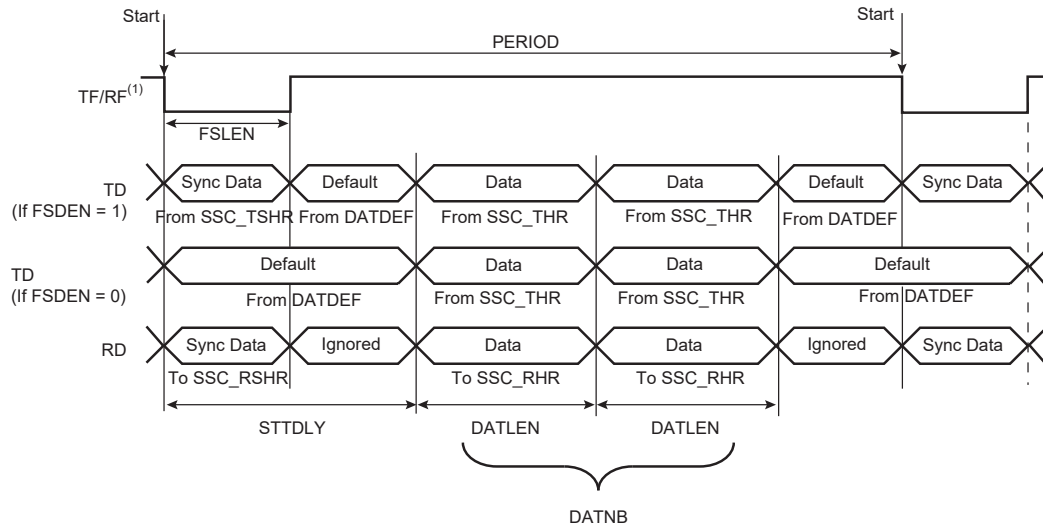 Start
Start
PERIOD
TF/RF(1)
FSLEN
TD
(If FSDEN = 1)
Sync Data
Default
Data
Data
Default
Sync Data
From SSC_TSHR
From DATDEF
From SSC_THR
From SSC_THR
From DATDEF
TD
(If FSDEN = 0)
Default
Data
Data
Default
From DATDEF
From SSC_THR
From SSC_THR
From DATDEF
RD
Sync Data
Ignored
Data
Data
Ignored
Sync Data
To SSC_RSHR
To SSC_RHR
To SSC_RHR
STTDLY
DATLEN
DATLEN
DATNB